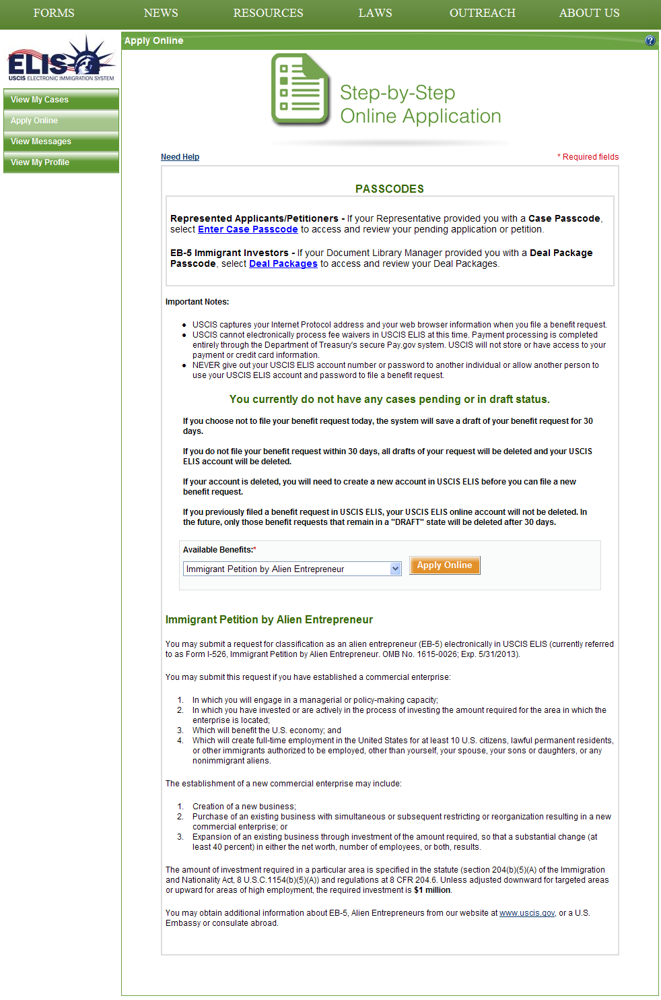 FORMS NEWS RESOURCES LAWS OUTREACH ABOUT US
ELIS
USCIS ELECTRONIC IMMIGRATION SYSTEM
View My Cases
Apply Online
View Messages
View My Profile
Apply Online ?
Step-by-Step
Online Application
Need Help * Required fields
PASSCODES
Represented Applicants/Petitioners - If your Representative provided you with a Case Passcode,
select Enter Case Passcode to access and review your pending application or petition.
EB-5 Immigrant Investors - If your Document Library Manager provided you with a Deal Package
Passcode, select Deal Packages to access and review your Deal Packages.
Important Notes:
• USCIS captures your Internet Protocol address and your web browser information when you file a benefit request.
• USCIS cannot electronically process fee waivers in USCIS ELIS at this time. Payment processing is completed
entirely through the Department of Treasury's secure Pay.gov system. USCIS will not store or have access to your
payment or credit card information.
• NEVER give out your USCIS ELIS account number or password to another individual or allow another person to
use your USCIS ELIS account and password to file a benefit request.
You currently do not have any cases pending or in draft status.
If you choose not to file your benefit request today, the system will save a draft of your benefit request for 30
days.
If you do not file your benefit request within 30 days, all drafts of your request will be deleted and your USCIS
ELIS account will be deleted.
If your account is deleted, you will need to create a new account in USCIS ELIS before you can file a new
benefit request.
If you previously filed a benefit request in USCIS ELIS, your USCIS ELIS online account will not be deleted. In
the future, only those benefit requests that remain in a "DRAFT" state will be deleted after 30 days.
Available Benefits:*
Immigrant Petition by Alien Entrepreneur Apply Online
Immigrant Petition by Alien Entrepreneur
You may submit a request for classification as an alien entrepreneur (EB-5) electronically in USCIS ELIS (currently referred
to as Form I-526, Immigrant Petition by Alien Entrepreneur. OMB No. 1615-0026; Exp. 5/31/2013).
You may submit this request if you have established a commercial enterprise:
1. In which you will engage in a managerial or policy-making capacity;
2. In which you have invested or are actively in the process of investing the amount required for the area in which the
enterprise is located;
3. Which will benefit the U.S. economy; and
4. Which will create full-time employment in the United States for at least 10 U.S. citizens, lawful permanent residents,
or other immigrants authorized to be employed, other than yourself, your spouse, your sons or daughters, or any
nonimmigrant aliens.
The establishment of a new commercial enterprise may include:
1. Creation of a new business;
2. Purchase of an existing business with simultaneous or subsequent restricting or reorganization resulting in a new
commercial enterprise; or
3. Expansion of an existing business through investment of the amount required, so that a substantial change (at
least 40 percent) in either the net worth, number of employees, or both, results.
The amount of investment required in a particular area is specified in the statute (section 204(b)(5)(A) of the Immigration
and Nationality Act, 8 U.S.C.1154(b)(5)(A)) and regulations at 8 CFR 204.6. Unless adjusted downward for targeted areas
or upward for areas of high employment, the required investment is $1 million.
You may obtain additional information about EB-5, Alien Entrepreneurs from our website at www.uscis.gov, or a U.S.
Embassy or consulate abroad.